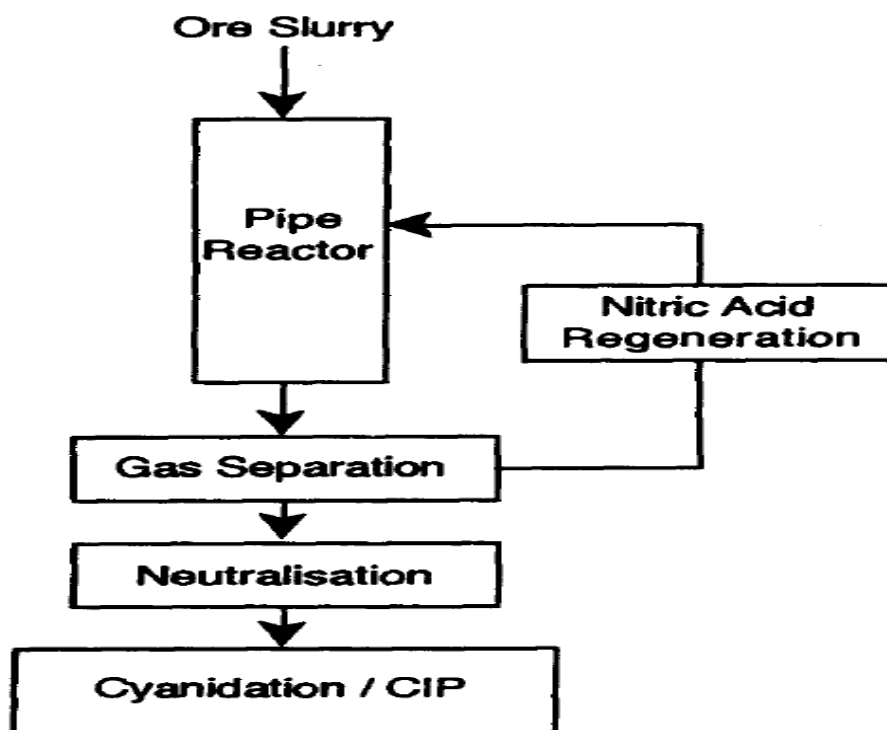 Ore Slurry
Pipe
Reactor
Nitric Acid
Regeneration
Gas Separation
Neutralisation
Cyanidation / CIP